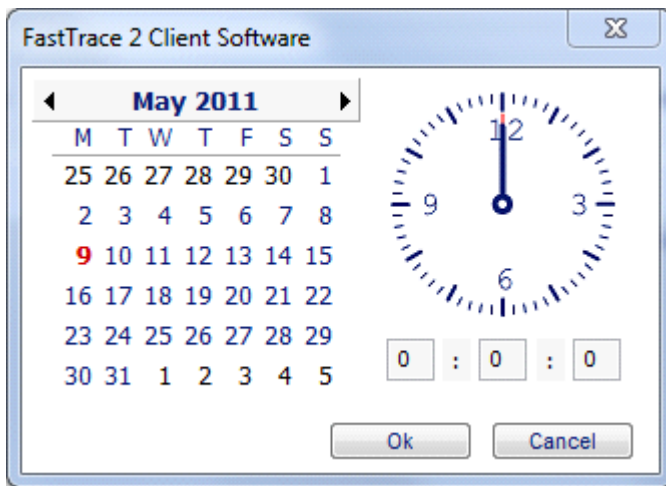 FastTrace 2 Client Software
May 2011
M T W T F S S
25 26 27 28 29 30 1
2 3 4 5 6 7 8
9 10 11 12 13 14 15
16 17 18 19 20 21 22
23 24 25 26 27 28 29
30 31 1 2 3 4 5
12
9 3
6
0 : 0 : 0
Ok Cancel